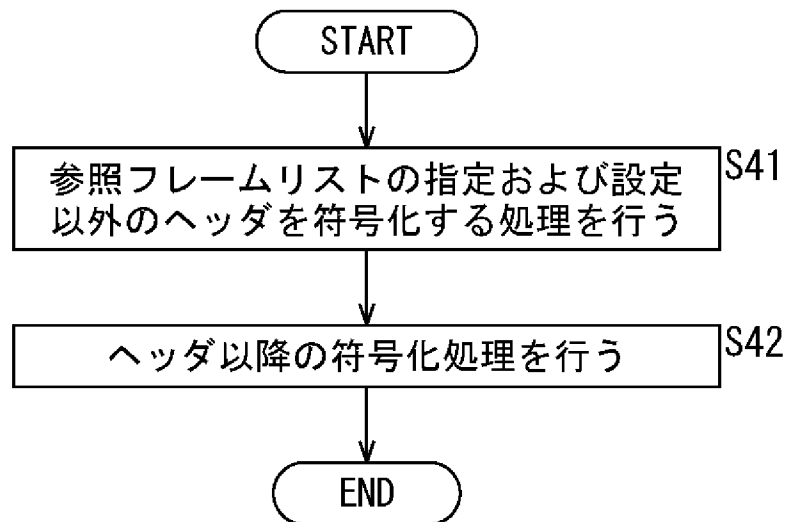 START
参照フレームリストの指定および設定 S41
以外のヘッダを符号化する処理を行う
ヘッダ以降の符号化処理を行う S42
END